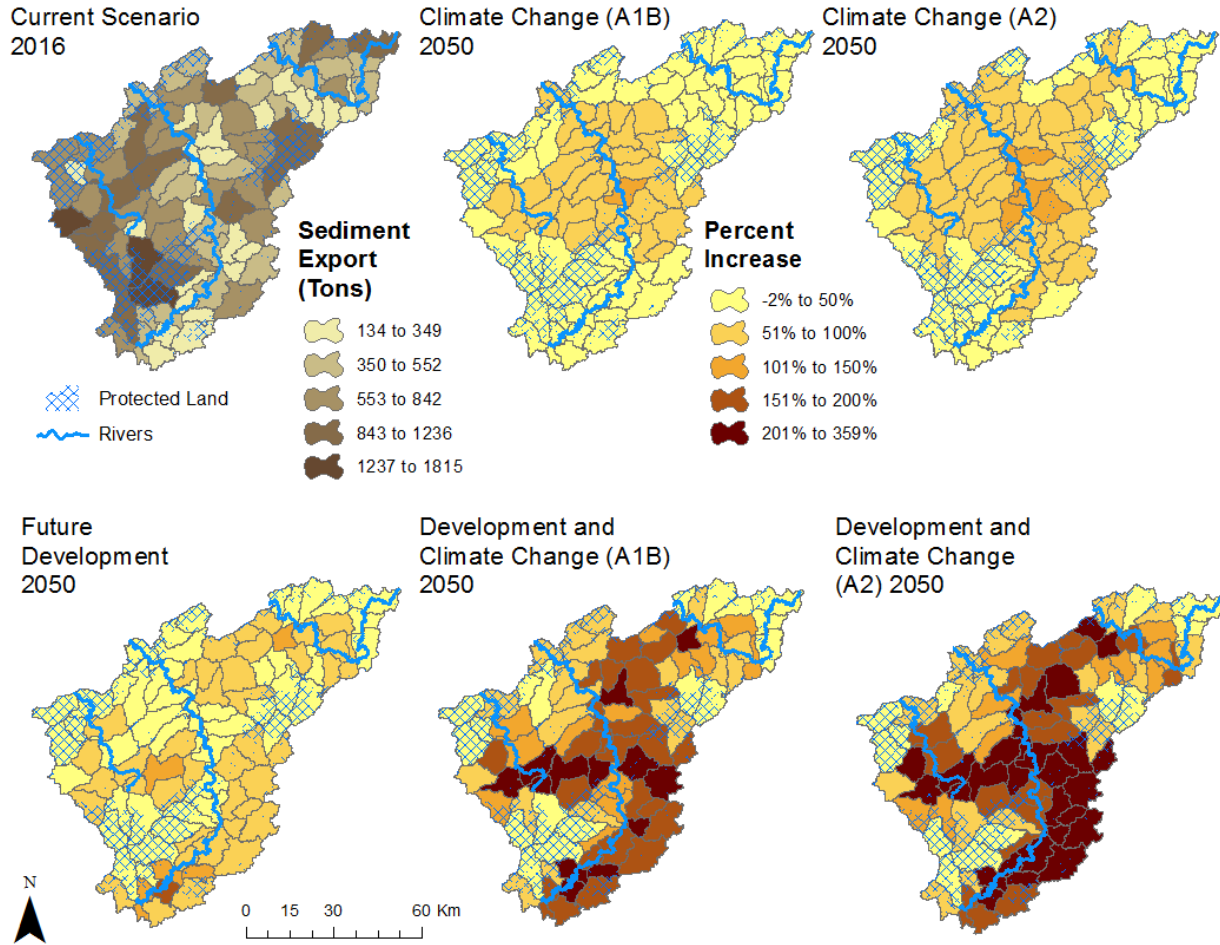 Current Scenario
2016
Climate Change (A1B)
2050
Climate Change (A2)
2050
Sediment
Export
(Tons)
134 to 349
350 to 552
553 to 842
843 to 1236
1237 to 1815
Protected Land
Rivers
Percent
Increase
-2% to 50%
51% to 100%
101% to 150%
151% to 200%
201% to 359%
Future
Development
2050
Development and
Climate Change (A1B)
2050
Development and
Climate Change
(A2) 2050
N
0 15 30 60 Km